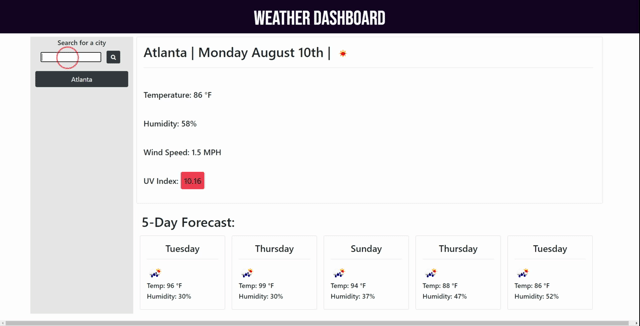 WEATHER DASHBOARD
Search for a city
Atlanta
Atlanta | Monday August 10th |
Temperature: 86 °F
Humidity: 58%
Wind Speed: 1.5 MPH
UV Index: 10.16
5-Day Forecast:
Tuesday
Temp: 96 °F
Humidity: 30%
Thursday
Temp: 99 °F
Humidity: 30%
Sunday
Temp: 94 °F
Humidity: 37%
Thursday
Temp: 88 °F
Humidity: 47%
Tuesday
Temp: 86 °F
Humidity: 52%